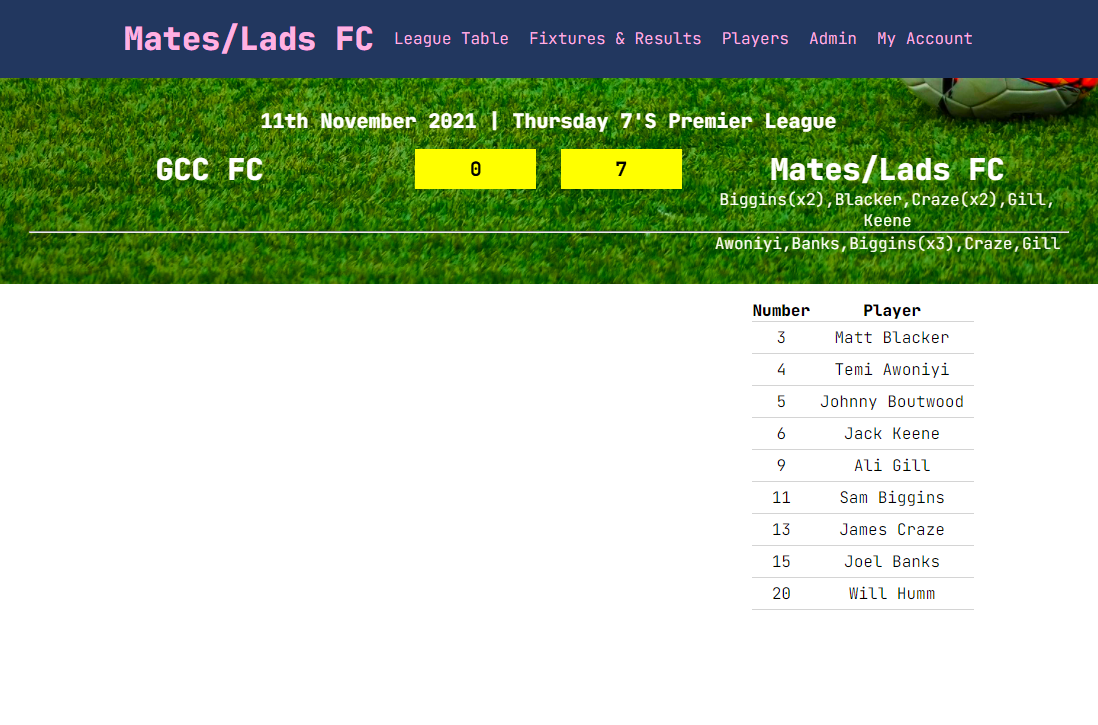 Mates/Lads FC League Table Fixtures & Results Players Admin My Account
11th November 2021 | Thursday 7'S Premier League
GCC FC 0 7 Mates/Lads FC
Biggins(x2),Blacker,Craze(x2),Gill,
Keene
Awoniyi,Banks,Biggins(x3),Craze,Gill
Number Player
3 Matt Blacker
4 Temi Awoniyi
5 Johnny Boutwood
6 Jack Keene
9 Ali Gill
11 Sam Biggins
13 James Craze
15 Joel Banks
20 Will Humm